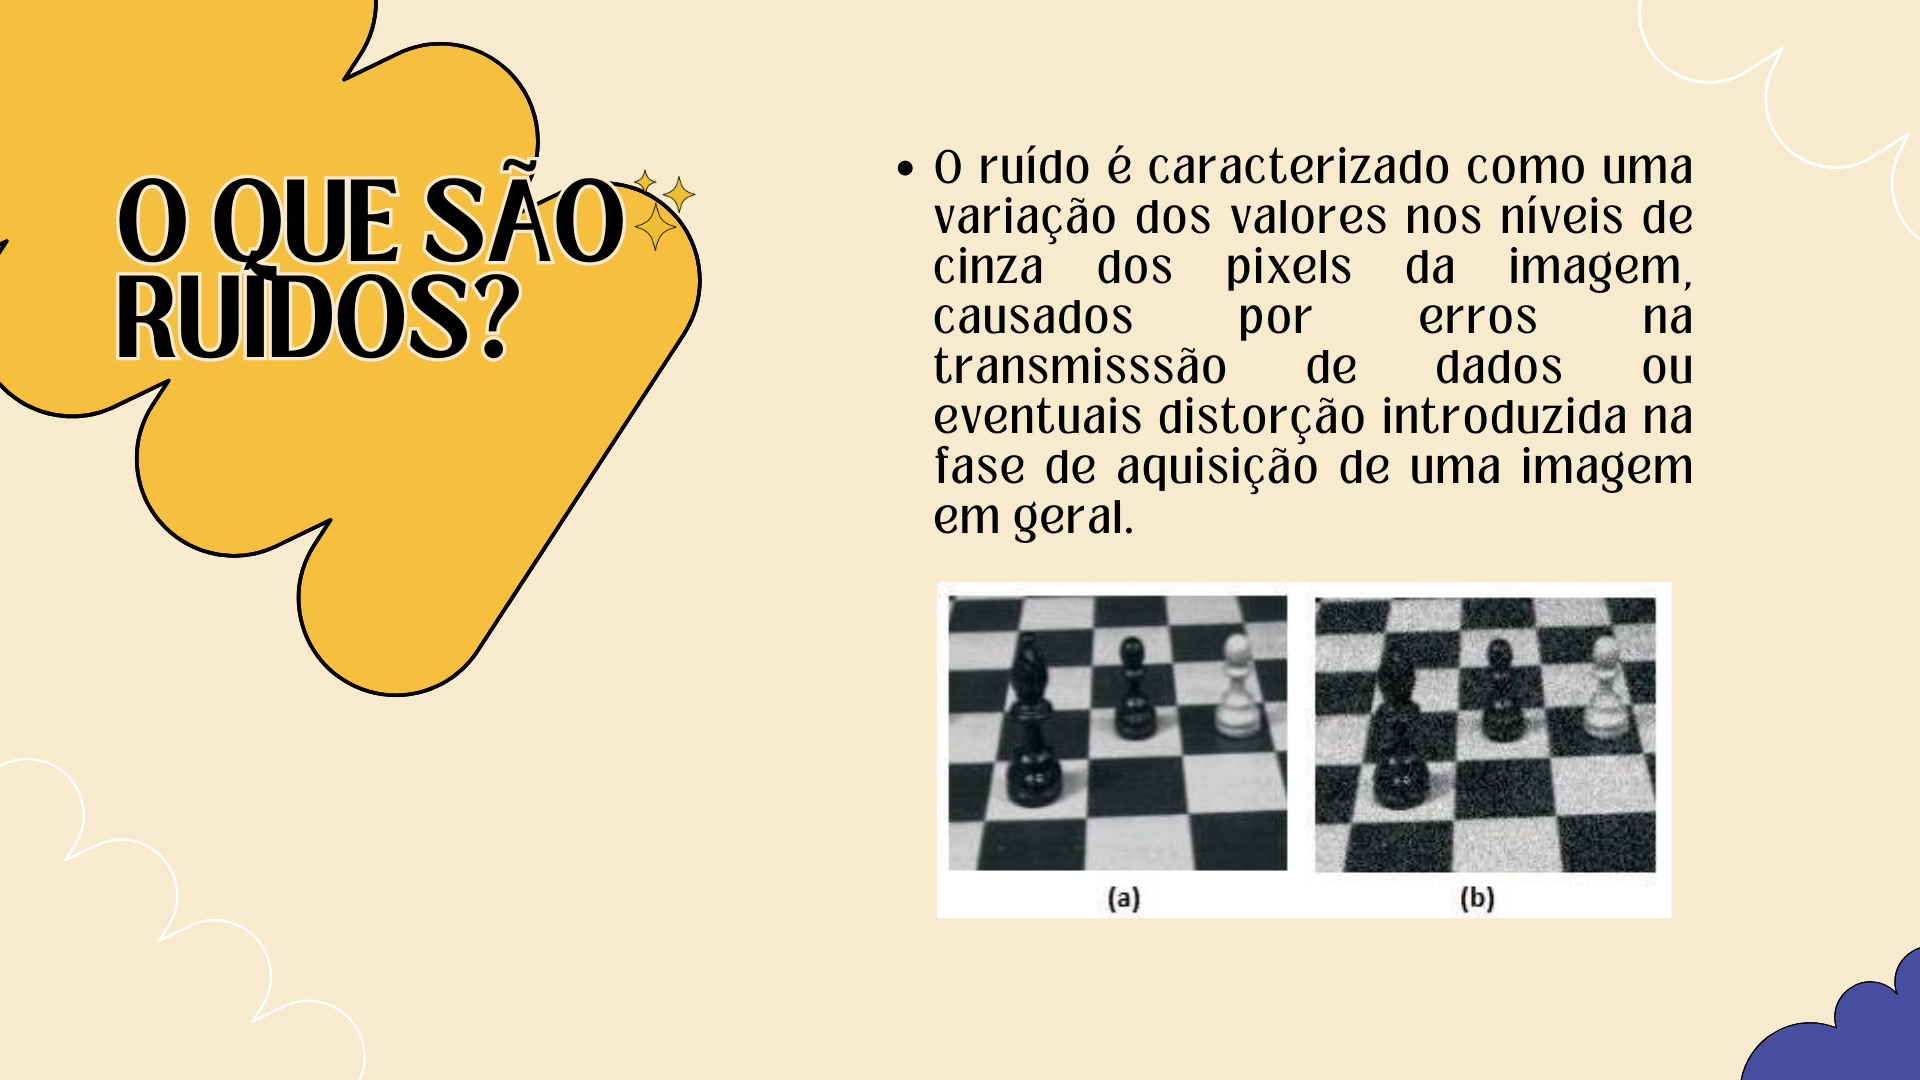 O QUE SÃO
RUÍDOS?
• O ruído é caracterizado como uma
variação dos valores nos níveis de
cinza dos pixels da imagem,
causados por erros na
transmisssão de dados ou
eventuais distorção introduzida na
fase de aquisição de uma imagem
em geral.
(a)
(b)